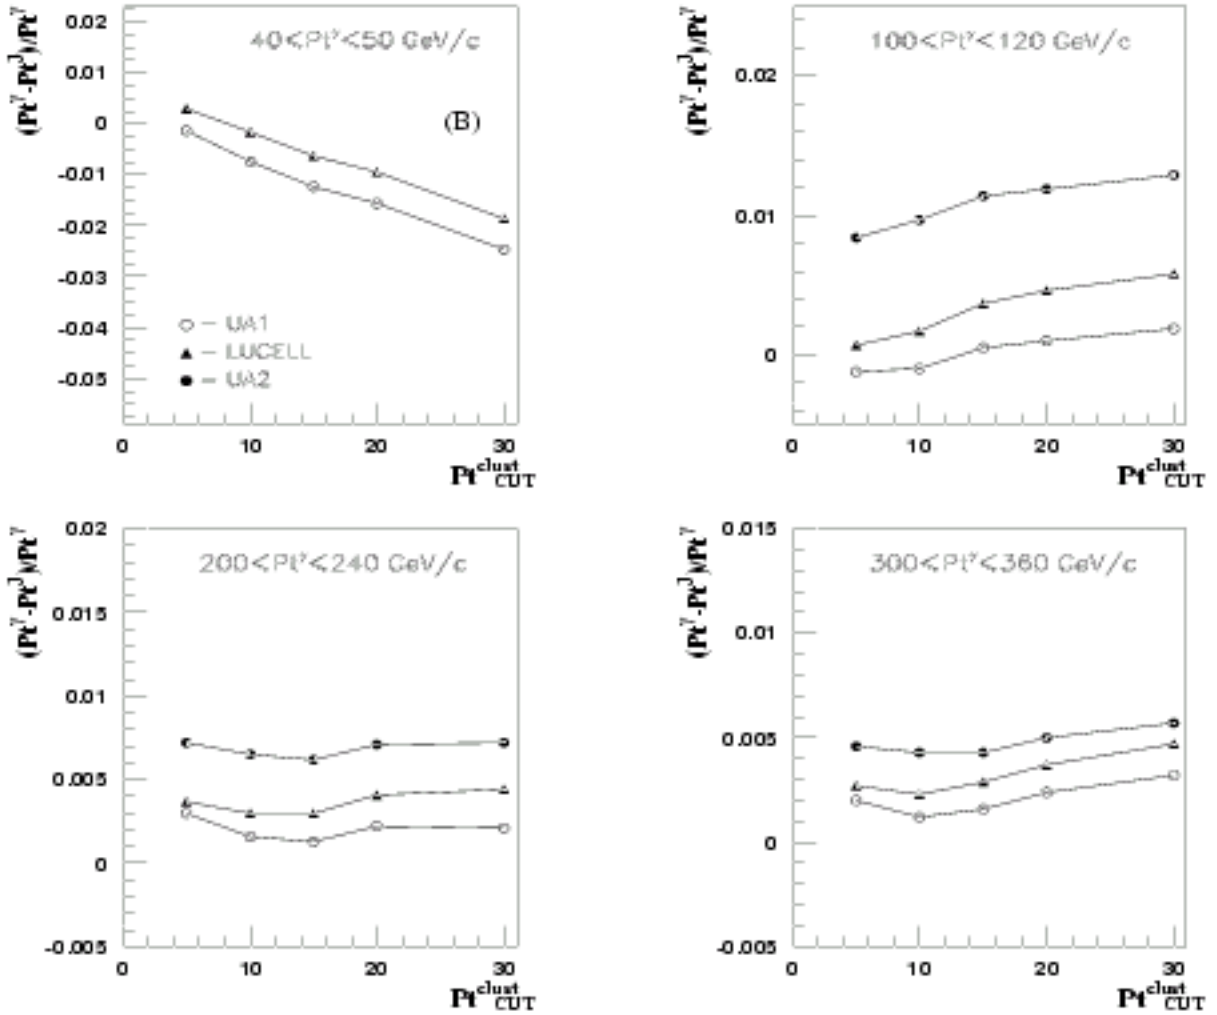 (Pt^γ-Pt^J)/Pt^γ
40<Pt^γ<50 GeV/c
(B)
0.02
0.01
0
-0.01
-0.02
-0.03
-0.04
-0.05
○ – UA1
▲ – LUCELL
● – UA2
0 10 20 30
Pt^clust_CUT
(Pt^γ-Pt^J)/Pt^γ
100<Pt^γ<120 GeV/c
0.02
0.01
0
0 10 20 30
Pt^clust_CUT
(Pt^γ-Pt^J)/Pt^γ
200<Pt^γ<240 GeV/c
0.02
0.015
0.01
0.005
0
-0.005
0 10 20 30
Pt^clust_CUT
(Pt^γ-Pt^J)/Pt^γ
300<Pt^γ<360 GeV/c
0.015
0.01
0.005
0
-0.005
0 10 20 30
Pt^clust_CUT